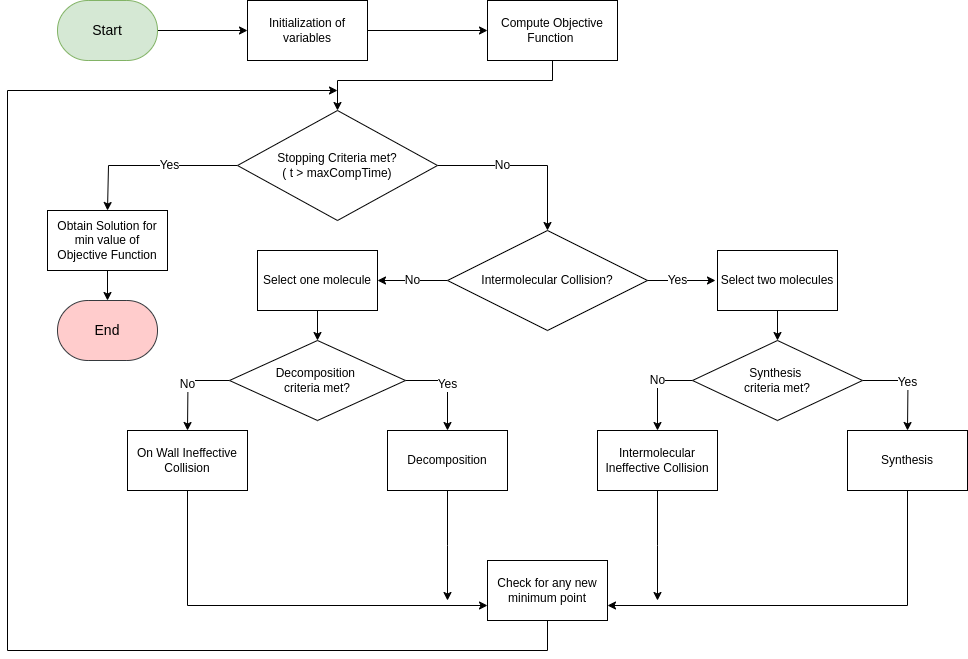 Start
Initialization of
variables
Compute Objective
Function
Stopping Criteria met?
( t > maxCompTime)
Yes
No
Obtain Solution for
min value of
Objective Function
End
Intermolecular Collision?
No
Yes
Select one molecule
Select two molecules
Decomposition
criteria met?
No
Yes
Synthesis
criteria met?
No
Yes
On Wall Ineffective
Collision
Decomposition
Intermolecular
Ineffective Collision
Synthesis
Check for any new
minimum point